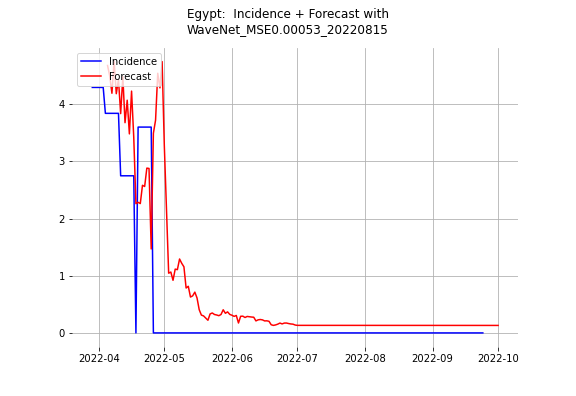 Egypt:  Incidence + Forecast with
WaveNet_MSE0.00053_20220815
Incidence
Forecast
4
3
2
1
0
2022-04 2022-05 2022-06 2022-07 2022-08 2022-09 2022-10